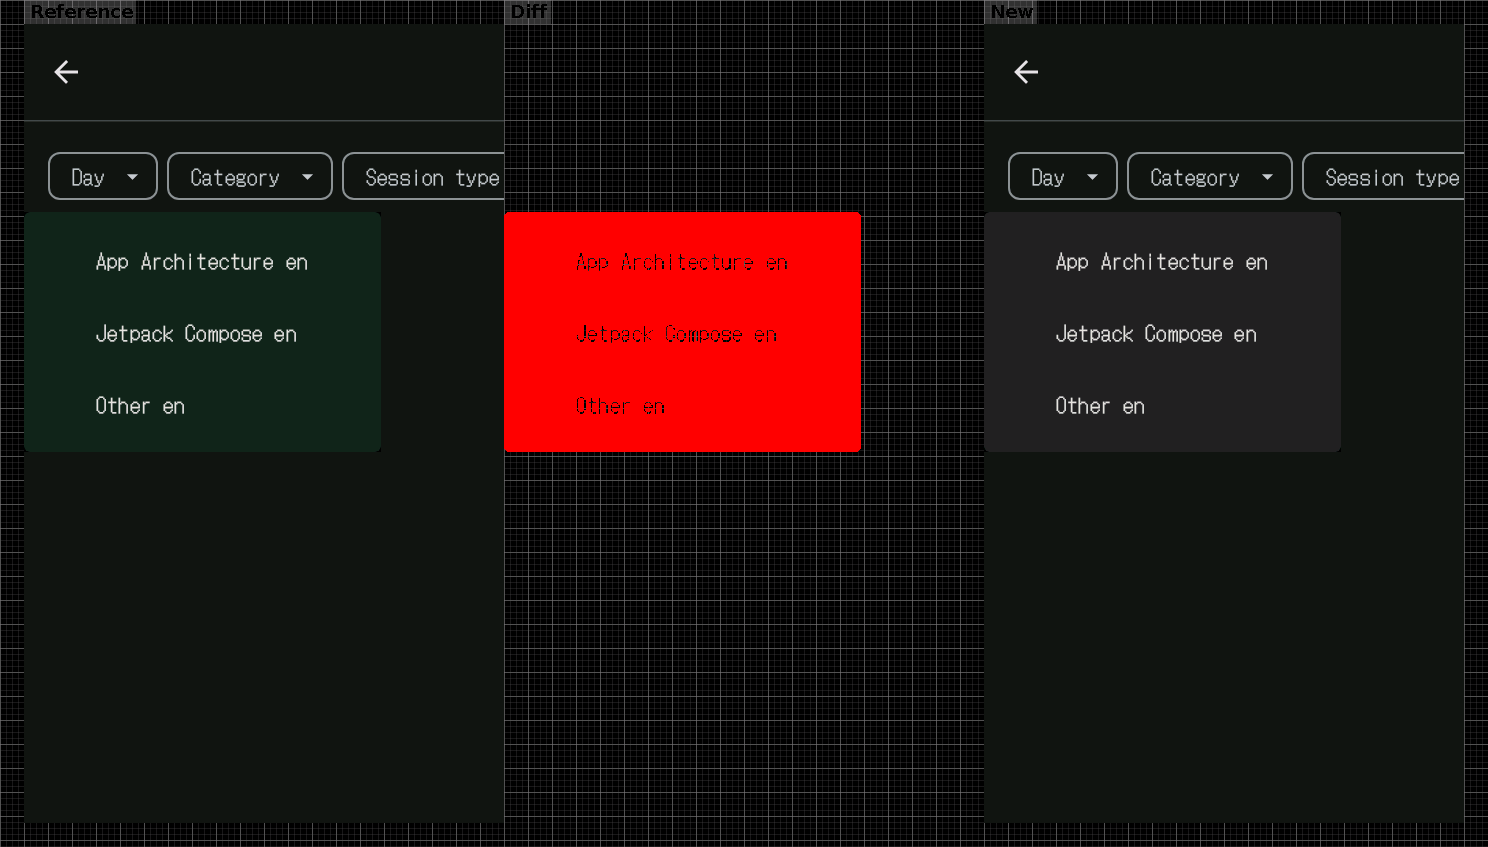 Reference
Diff
New
Day Category Session type
App Architecture en
Jetpack Compose en
Other en
App Architecture en
Jetpack Compose en
Other en
Day Category Session type
App Architecture en
Jetpack Compose en
Other en